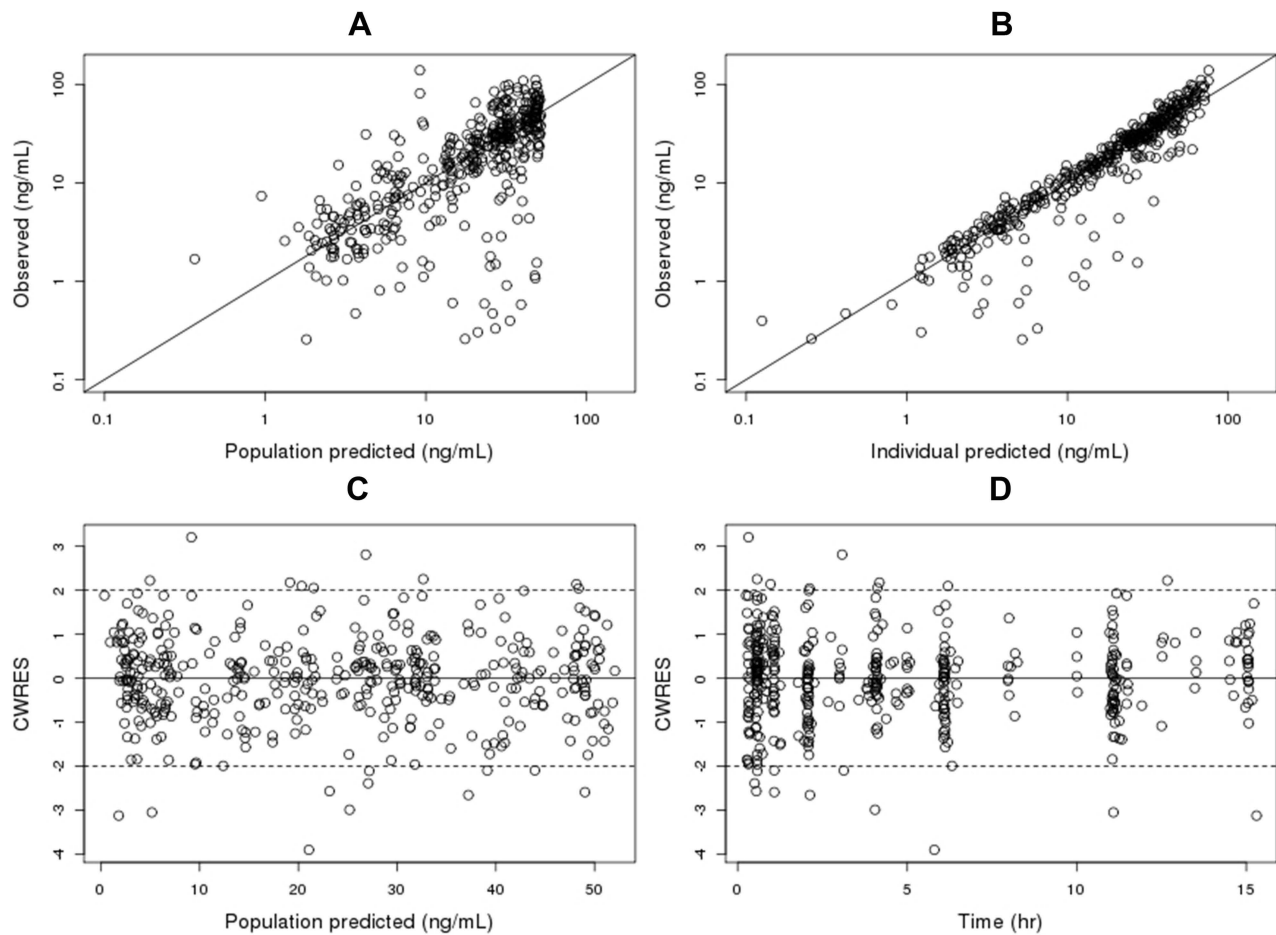 A
B
100
10
1
0.1
Observed (ng/mL)
0.1 1 10 100
Population predicted (ng/mL)
100
10
1
0.1
Observed (ng/mL)
0.1 1 10 100
Individual predicted (ng/mL)
C
D
3
2
1
0
-1
-2
-3
-4
CWRES
0 10 20 30 40 50
Population predicted (ng/mL)
3
2
1
0
-1
-2
-3
-4
CWRES
0 5 10 15
Time (hr)